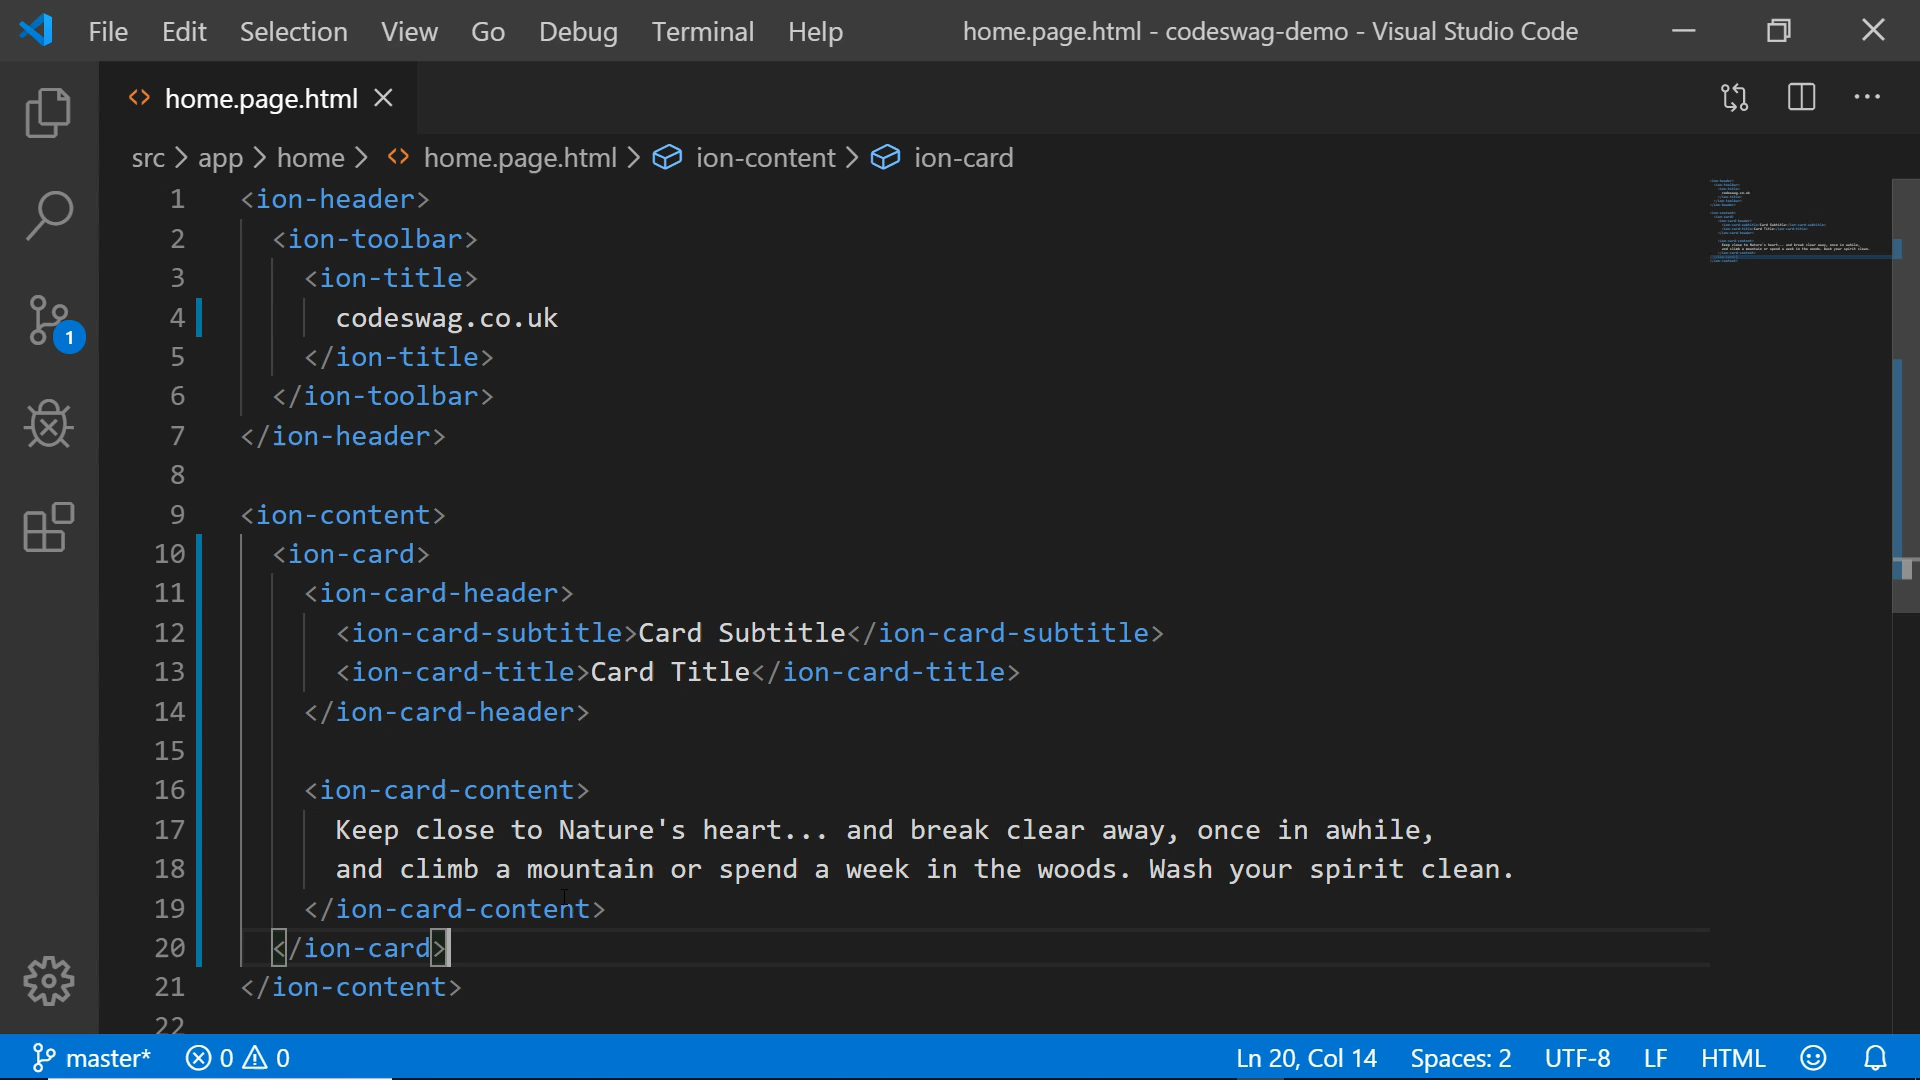 File Edit Selection View Go Debug Terminal Help home.page.html - codeswag-demo - Visual Studio Code
home.page.html
src > app > home > home.page.html > ion-content > ion-card
1 <ion-header>
2 <ion-toolbar>
3 <ion-title>
4 codeswag.co.uk
5 </ion-title>
6 </ion-toolbar>
7 </ion-header>
8
9 <ion-content>
10 <ion-card>
11 <ion-card-header>
12 <ion-card-subtitle>Card Subtitle</ion-card-subtitle>
13 <ion-card-title>Card Title</ion-card-title>
14 </ion-card-header>
15
16 <ion-card-content>
17 Keep close to Nature's heart... and break clear away, once in awhile,
18 and climb a mountain or spend a week in the woods. Wash your spirit clean.
19 </ion-card-content>
20 </ion-card>
21 </ion-content>
22
1
master* 0 0 Ln 20, Col 14 Spaces: 2 UTF-8 LF HTML